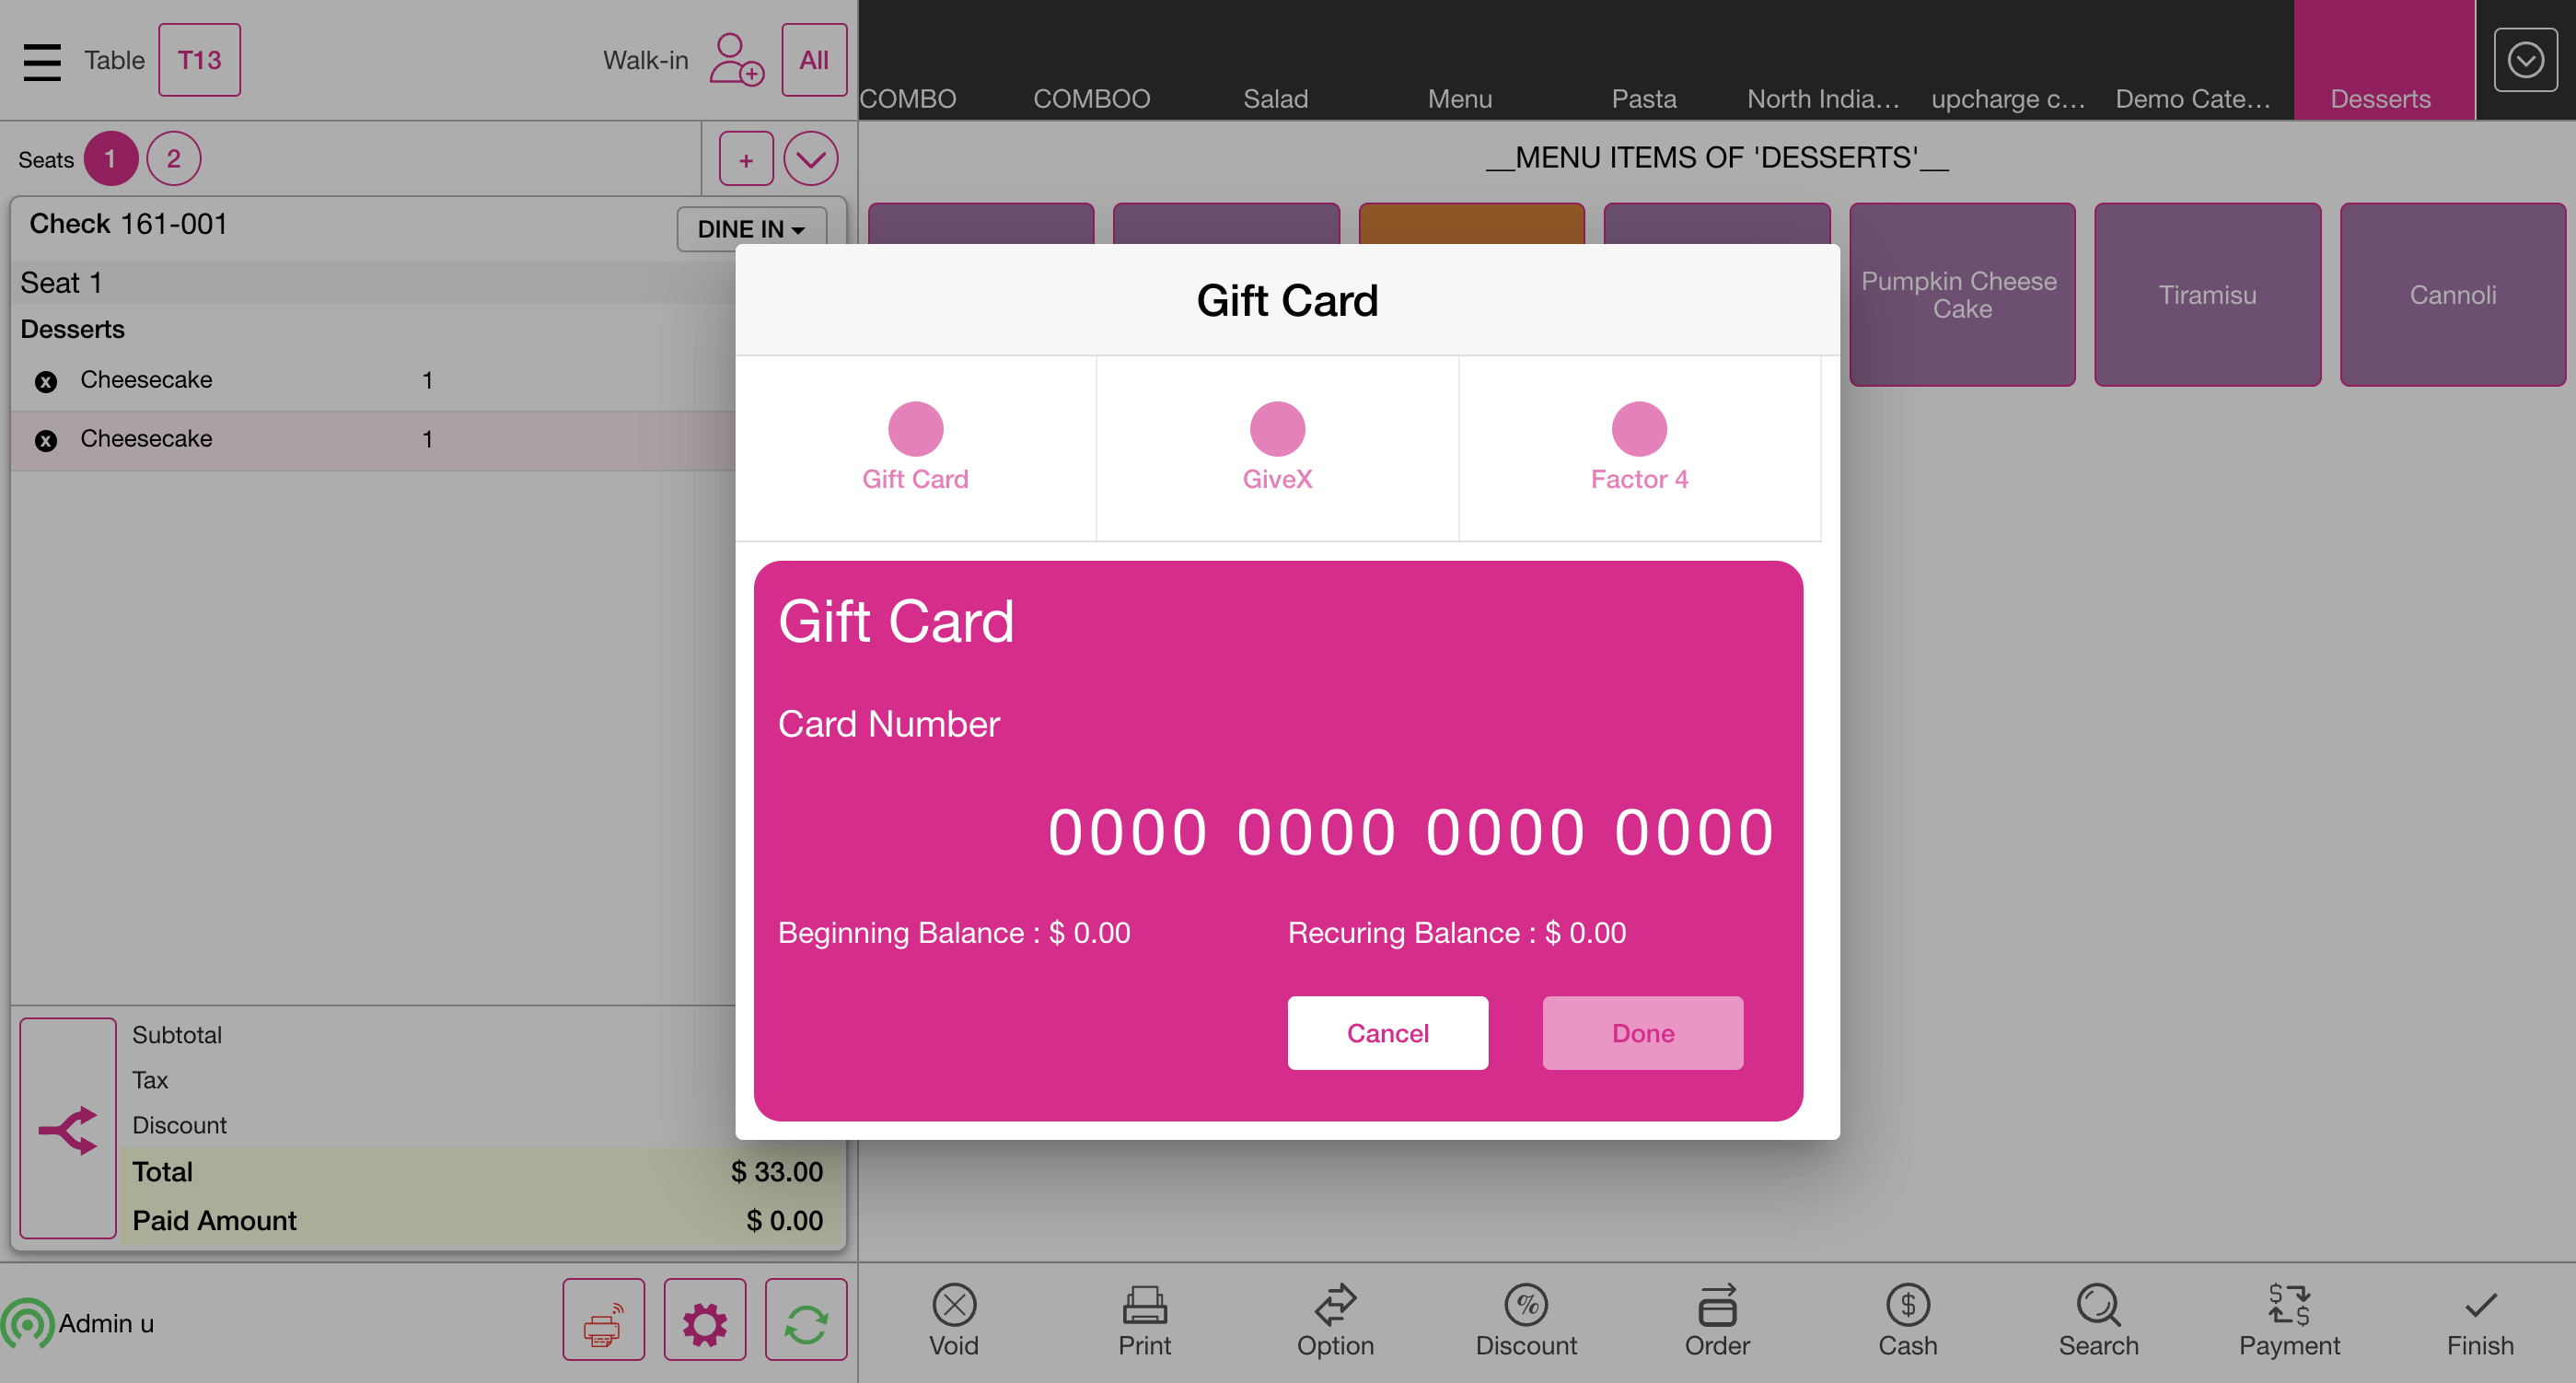 Table T13 Walk-in All
COMBO COMBOO Salad Menu Pasta North India... upcharge c... Demo Cate... Desserts
Seats 1 2 +
Check 161-001 DINE IN
Seat 1
Desserts
x Cheesecake 1
x Cheesecake 1
Subtotal
Tax
Discount
Total $ 33.00
Paid Amount $ 0.00
Admin u
__MENU ITEMS OF 'DESSERTS'__
Pumpkin Cheese
Cake
Tiramisu
Cannoli
Gift Card
Gift Card GiveX Factor 4
Gift Card
Card Number
0000 0000 0000 0000
Beginning Balance : $ 0.00 Recuring Balance : $ 0.00
Cancel Done
Void Print Option Discount Order Cash Search Payment Finish